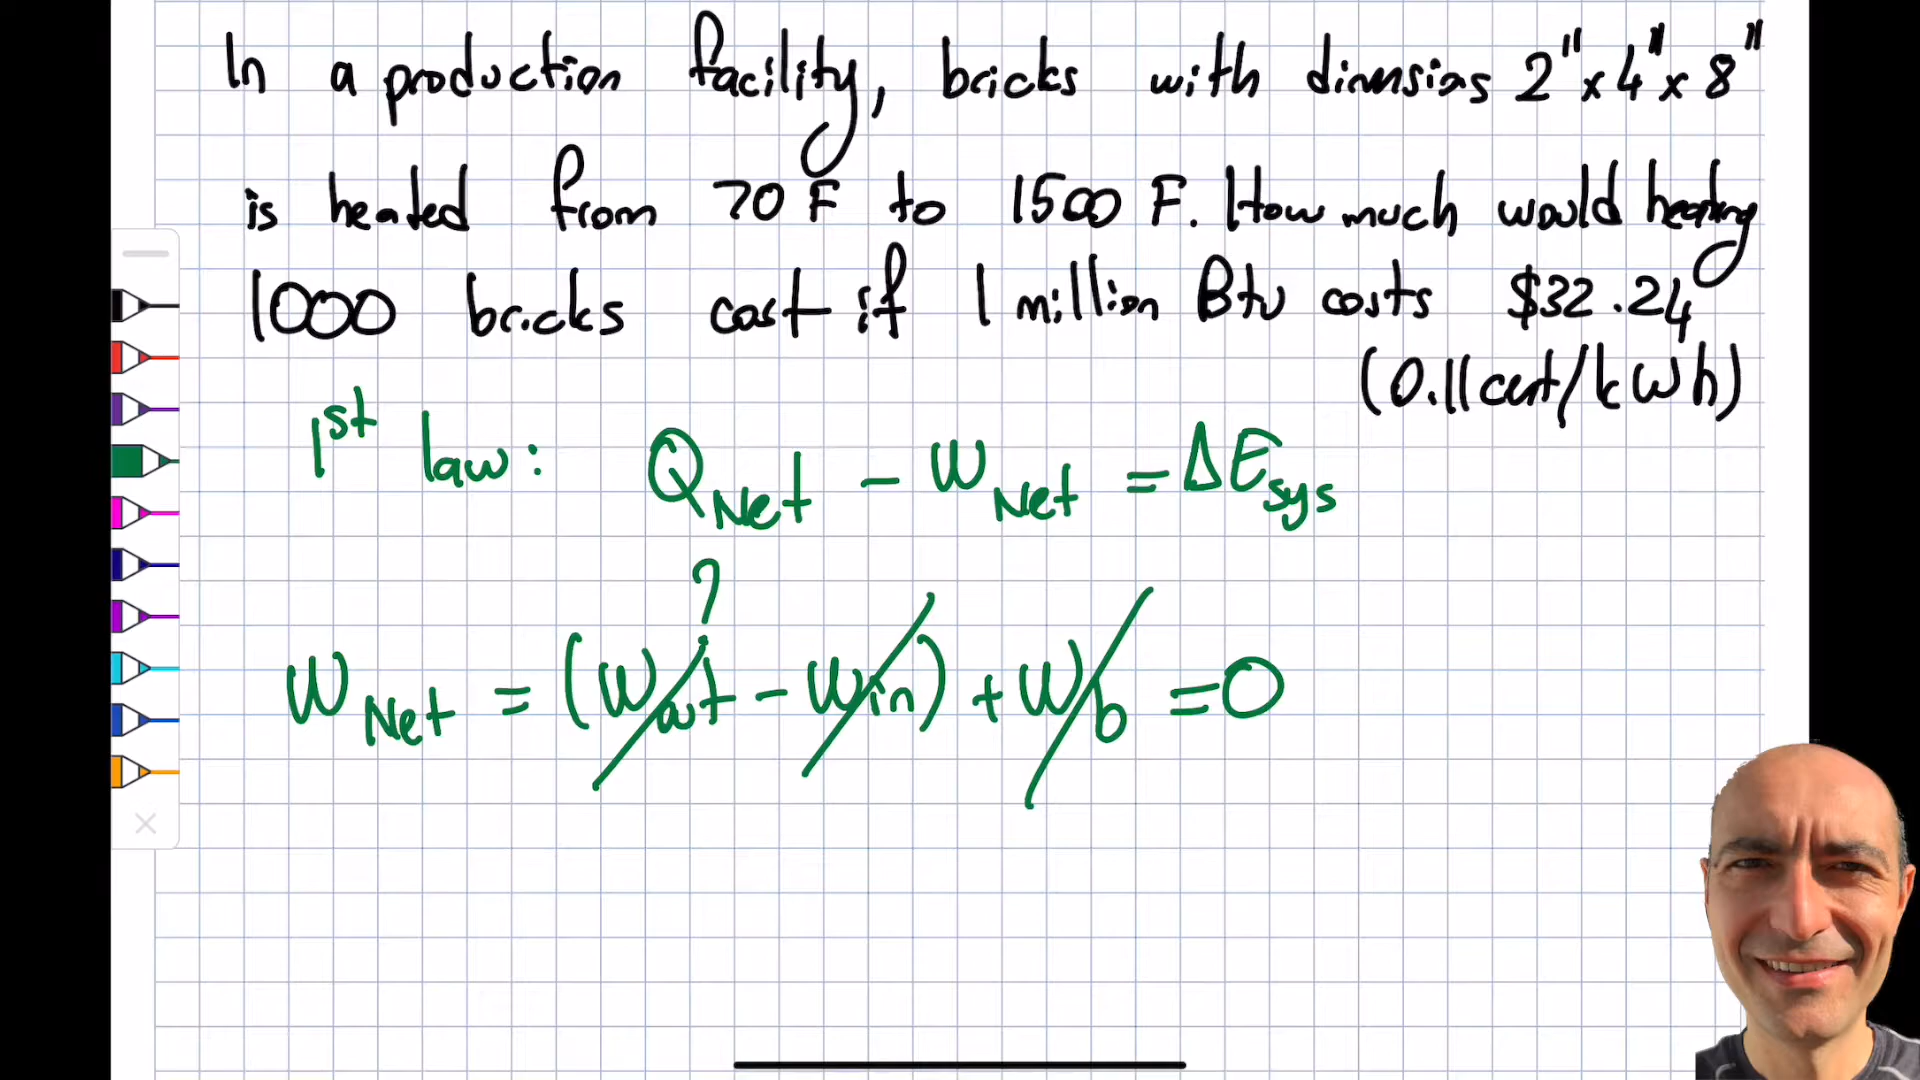 In a production facility, bricks with dimensions 2" x 4" x 8"
is heated from 70 F to 1500 F. How much would heating
1000 bricks cost if 1 million Btu costs $32.24
(0.11 cent/kWh)
1st law: QNet - WNet = ΔEsys
?
WNet = (Wout - Win) + Wb = 0